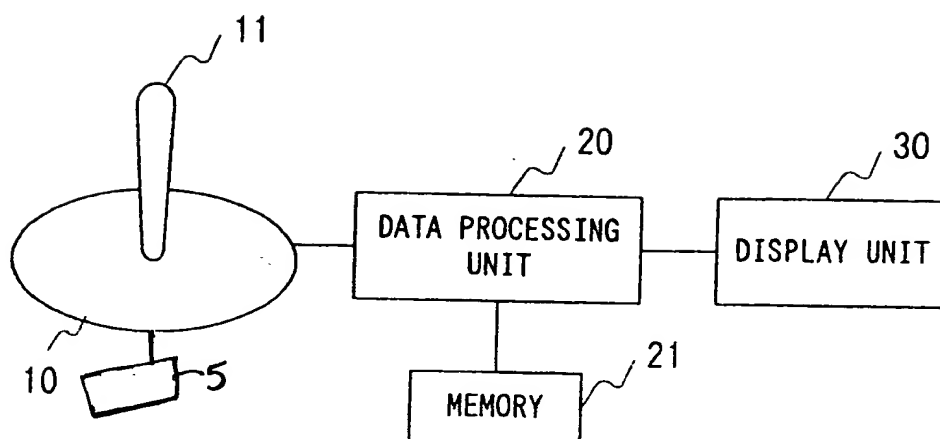 11
20
30
DATA PROCESSING
UNIT
DISPLAY UNIT
10
5
21
MEMORY